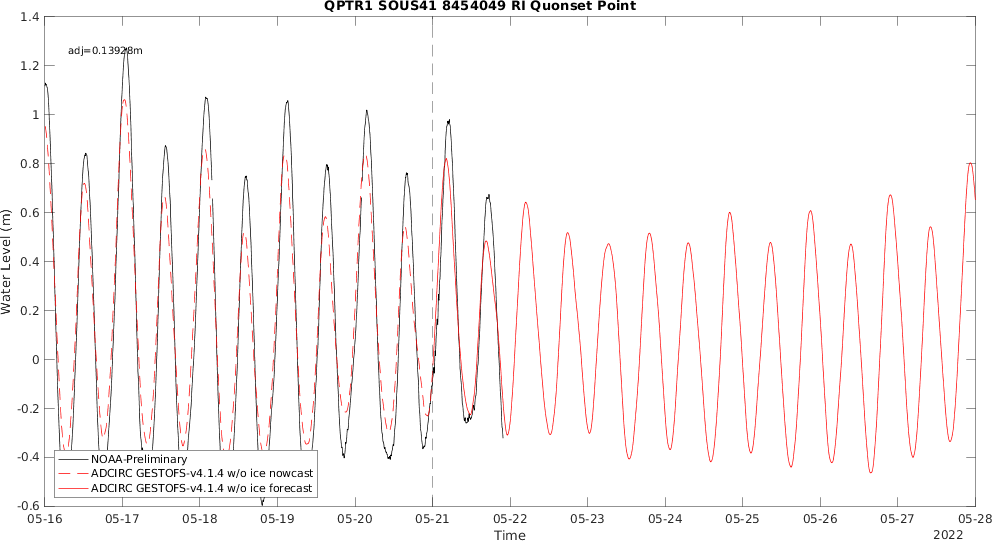 QPTR1 SOUS41 8454049 RI Quonset Point
adj=0.13928m
Water Level (m)
1.4
1.2
1
0.8
0.6
0.4
0.2
0
-0.2
-0.4
-0.6
NOAA-Preliminary
ADCIRC GESTOFS-v4.1.4 w/o ice nowcast
ADCIRC GESTOFS-v4.1.4 w/o ice forecast
05-16 05-17 05-18 05-19 05-20 05-21 05-22 05-23 05-24 05-25 05-26 05-27 05-28
Time
2022